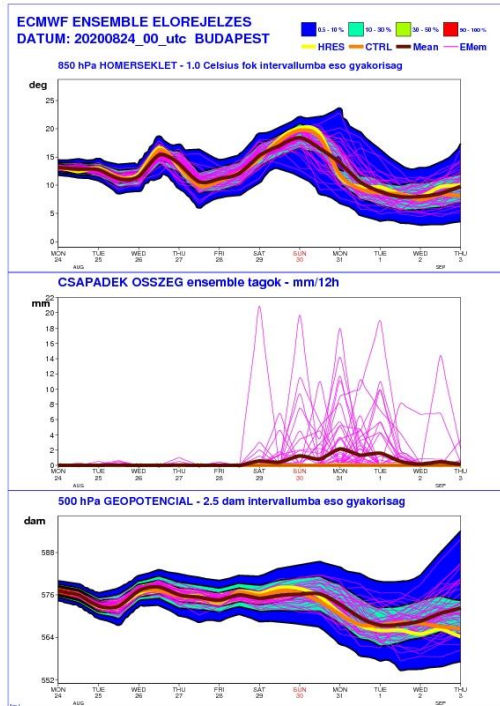 ECMWF ENSEMBLE ELOREJELZES
DATUM: 20200824_00_utc BUDAPEST
0.5 - 10 % 10 - 30 % 30 - 50 % 50 - 100%
HRES CTRL Mean EMem
850 hPa HOMERSEKLET - 1.0 Celsius fok intervallumba eso gyakorisag
deg
25
20
15
10
5
0
MON TUE WED THU FRI SAT SUN MON TUE WED THU
24 25 26 27 28 29 30 31 1 2 3
AUG SEP
CSAPADEK OSSZEG ensemble tagok - mm/12h
mm
22
20
18
16
14
12
10
8
6
4
2
0
MON TUE WED THU FRI SAT SUN MON TUE WED THU
24 25 26 27 28 29 30 31 1 2 3
AUG SEP
500 hPa GEOPOTENCIAL - 2.5 dam intervallumba eso gyakorisag
dam
588
576
564
552
MON TUE WED THU FRI SAT SUN MON TUE WED THU
24 25 26 27 28 29 30 31 1 2 3
AUG SEP